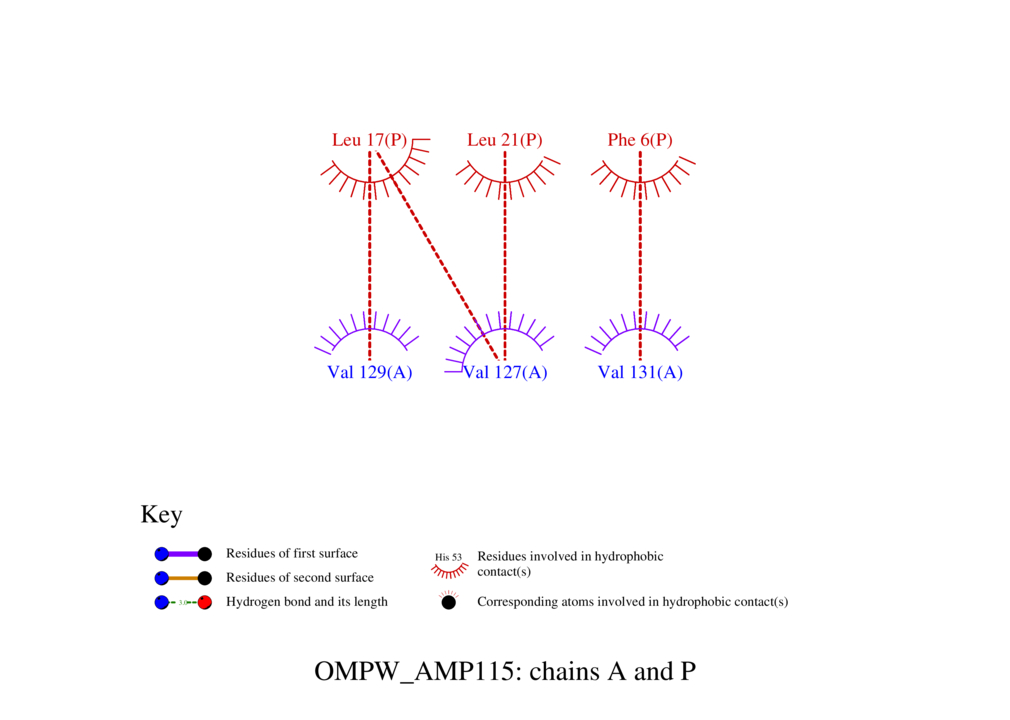 Leu 17(P) Leu 21(P) Phe 6(P)
Val 129(A) Val 127(A) Val 131(A)
Key
Residues of first surface
Residues of second surface
3.0 Hydrogen bond and its length
His 53 Residues involved in hydrophobic
contact(s)
Corresponding atoms involved in hydrophobic contact(s)
OMPW_AMP115: chains A and P